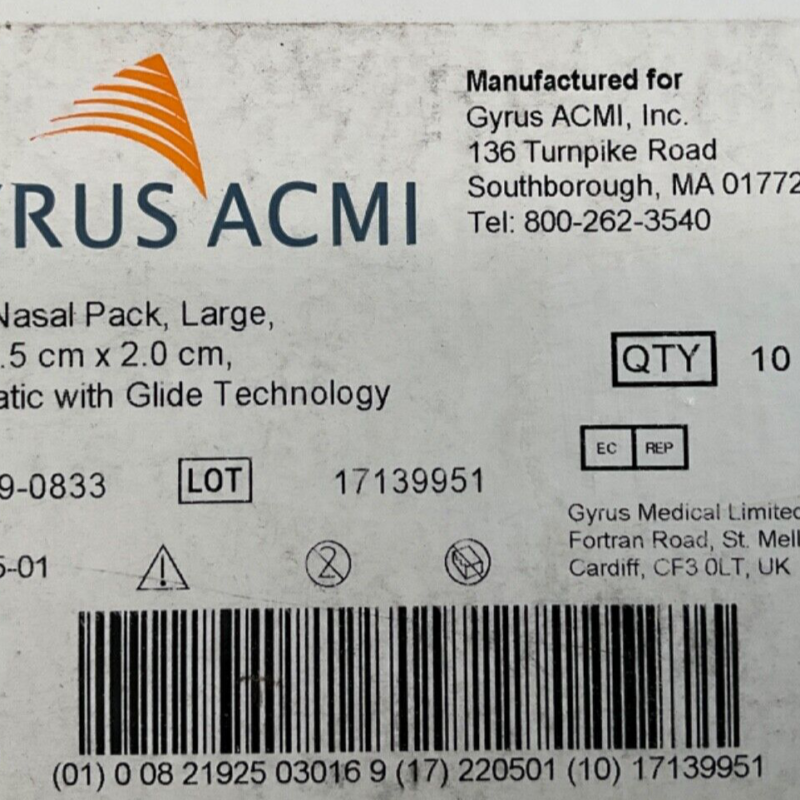 YRUS ACMI
Manufactured for
Gyrus ACMI, Inc.
136 Turnpike Road
Southborough, MA 01772
Tel: 800-262-3540
Nasal Pack, Large,
.5 cm x 2.0 cm,
atic with Glide Technology
QTY 10
EC REP
9-0833 LOT 17139951
Gyrus Medical Limited
Fortran Road, St. Mell
Cardiff, CF3 0LT, UK
-01
2
(01) 0 08 21925 03016 9 (17) 220501 (10) 17139951